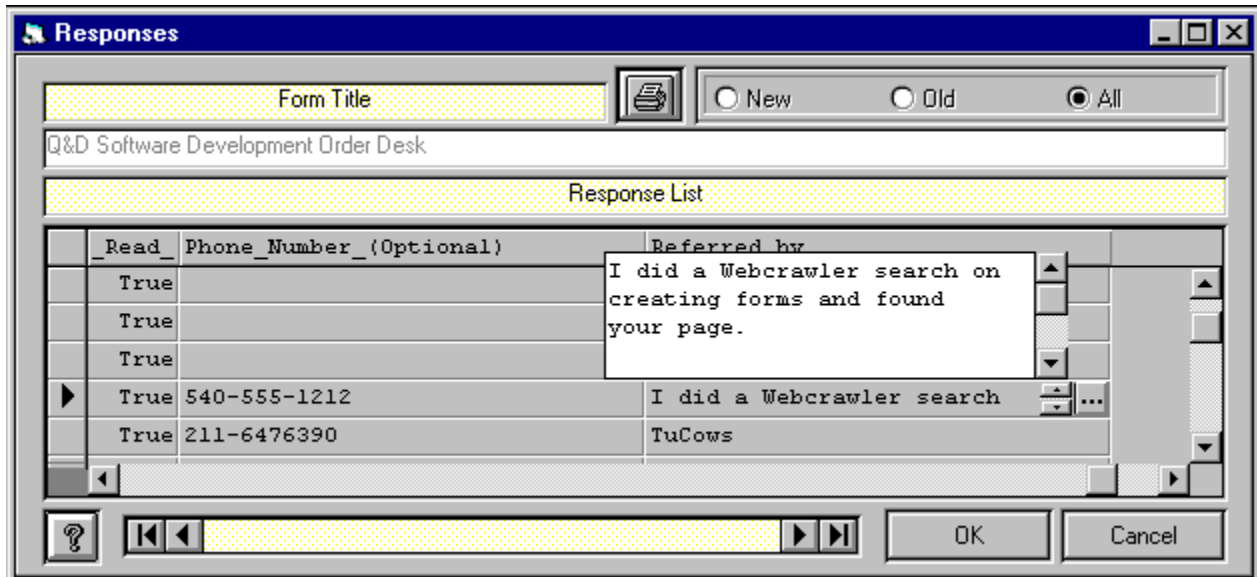 Responses
Form Title
New Old All
Q&D Software Development Order Desk
Response List
_Read_ Phone_Number_(Optional) Referred_by
I did a Webcrawler search on
creating forms and found
your page.
True
True
True
True 540-555-1212 I did a Webcrawler search ...
True 211-6476390 TuCows
? OK Cancel